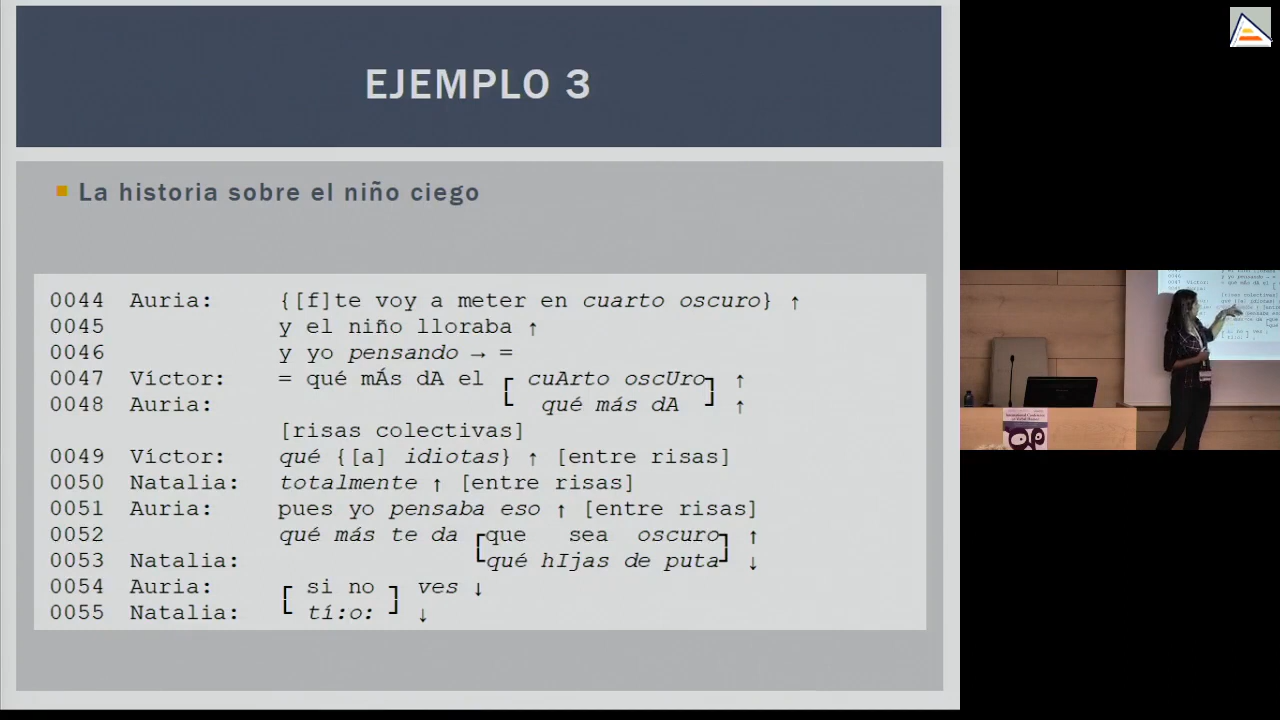 EJEMPLO 3
La historia sobre el niño ciego
0044 Auria: {[f]te voy a meter en cuarto oscuro} ↑
0045 y el niño lloraba ↑
0046 y yo pensando → =
0047 Víctor: = qué mÁs dA el [ cuArto oscUro ] ↑
0048 Auria: [ qué más dA ] ↑
[risas colectivas]
0049 Víctor: qué {[a] idiotas} ↑ [entre risas]
0050 Natalia: totalmente ↑ [entre risas]
0051 Auria: pues yo pensaba eso ↑ [entre risas]
0052 qué más te da [que sea oscuro] ↑
0053 Natalia: [qué hIjas de puta] ↓
0054 Auria: [ si no ] ves ↓
0055 Natalia: [ tí:o: ] ↓